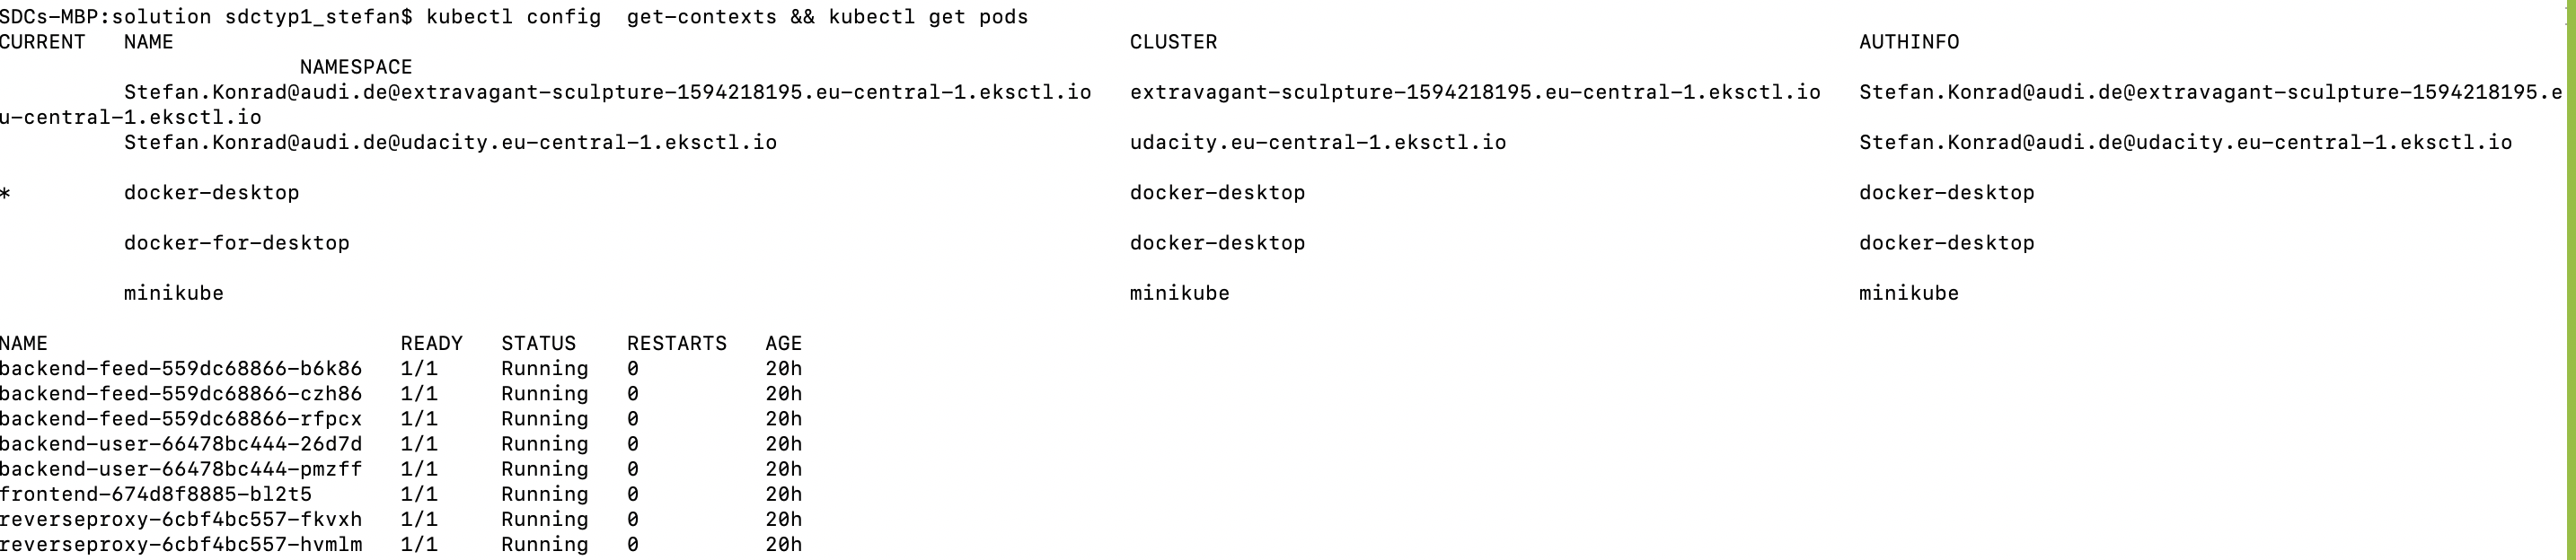 SDCs-MBP:solution sdctyp1_stefan$ kubectl config  get-contexts && kubectl get pods
CURRENT   NAME                                                                            CLUSTER                                                    AUTHINFO
                        NAMESPACE
          Stefan.Konrad@audi.de@extravagant-sculpture-1594218195.eu-central-1.eksctl.io   extravagant-sculpture-1594218195.eu-central-1.eksctl.io   Stefan.Konrad@audi.de@extravagant-sculpture-1594218195.e
u-central-1.eksctl.io
          Stefan.Konrad@audi.de@udacity.eu-central-1.eksctl.io                            udacity.eu-central-1.eksctl.io                            Stefan.Konrad@audi.de@udacity.eu-central-1.eksctl.io
*         docker-desktop                                                                  docker-desktop                                            docker-desktop
          docker-for-desktop                                                              docker-desktop                                            docker-desktop
          minikube                                                                        minikube                                                  minikube
NAME                            READY   STATUS    RESTARTS   AGE
backend-feed-559dc68866-b6k86   1/1     Running   0          20h
backend-feed-559dc68866-czh86   1/1     Running   0          20h
backend-feed-559dc68866-rfpcx   1/1     Running   0          20h
backend-user-66478bc444-26d7d   1/1     Running   0          20h
backend-user-66478bc444-pmzff   1/1     Running   0          20h
frontend-674d8f8885-bl2t5       1/1     Running   0          20h
reverseproxy-6cbf4bc557-fkvxh   1/1     Running   0          20h
reverseproxy-6cbf4bc557-hvmlm   1/1     Running   0          20h